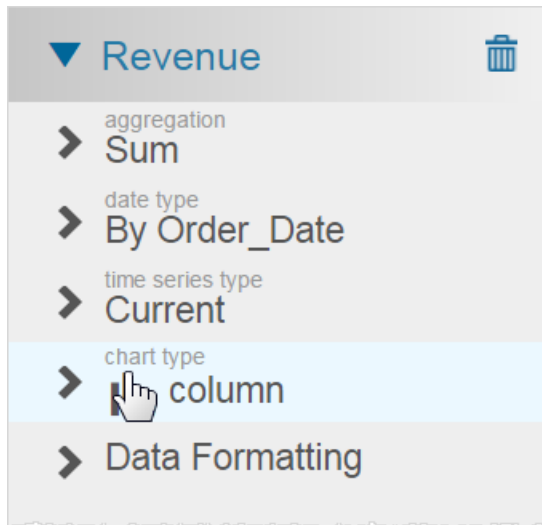 Revenue
aggregation
Sum
date type
By Order_Date
time series type
Current
chart type
column
Data Formatting